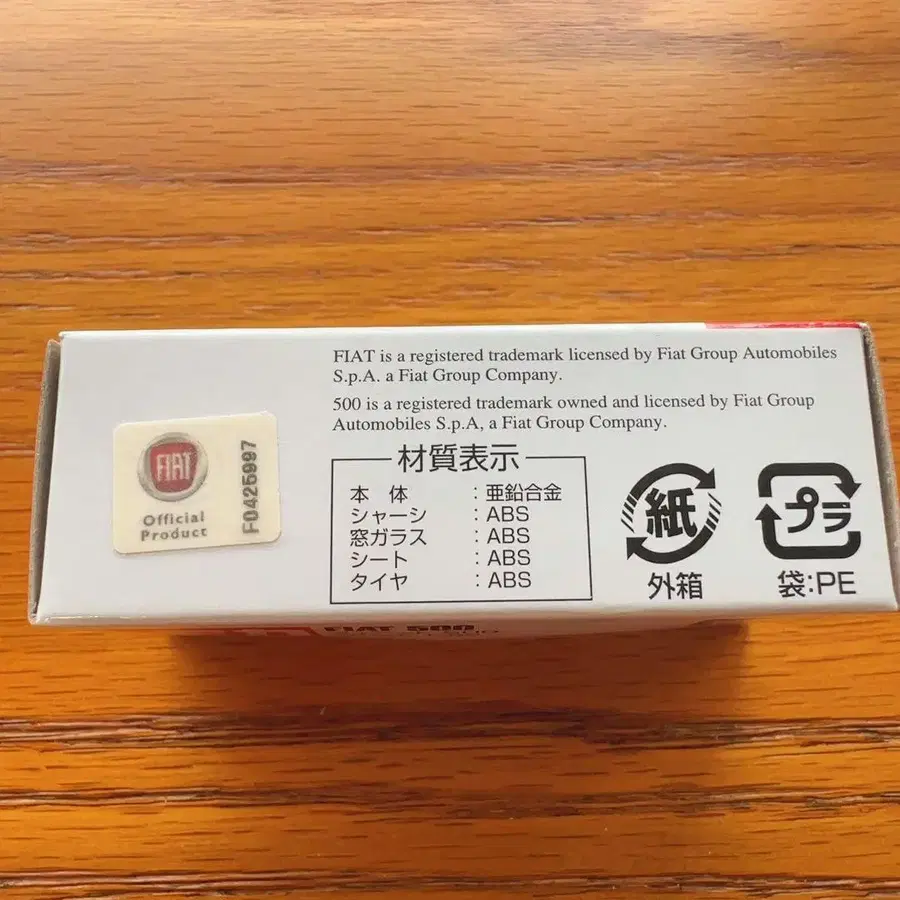 FIAT is a registered trademark licensed by Fiat Group Automobiles
S.p.A. a Fiat Group Company.
500 is a registered trademark owned and licensed by Fiat Group
Automobiles S.p.A, a Fiat Group Company.
FIAT
Official
Product
F0425997
材質表示
本 体 : 亜鉛合金
シャーシ : ABS
窓ガラス : ABS
シート : ABS
タイヤ : ABS
紙
外箱
プラ
袋:PE
FIAT 500